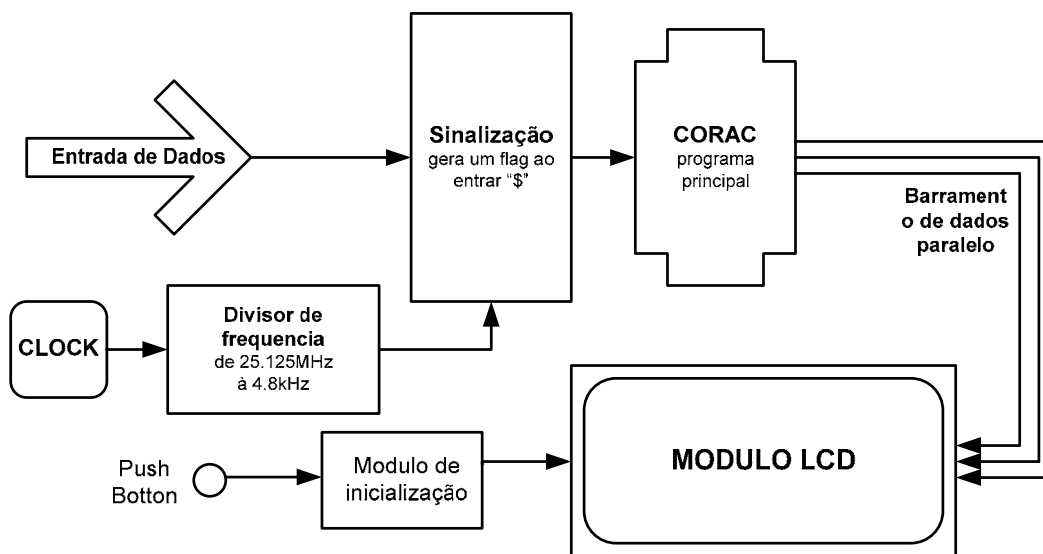 Entrada de Dados
Sinalização
gera um flag ao
entrar “$”
CORAC
programa
principal
Barrament
o de dados
paralelo
CLOCK
Divisor de
frequencia
de 25.125MHz
à 4.8kHz
Push
Botton
Modulo de
inicialização
MODULO LCD